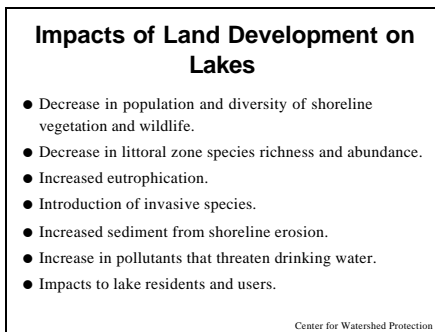 Impacts of Land Development on
Lakes
● Decrease in population and diversity of shoreline
vegetation and wildlife.
● Decrease in littoral zone species richness and abundance.
● Increased eutrophication.
● Introduction of invasive species.
● Increased sediment from shoreline erosion.
● Increase in pollutants that threaten drinking water.
● Impacts to lake residents and users.
Center for Watershed Protection